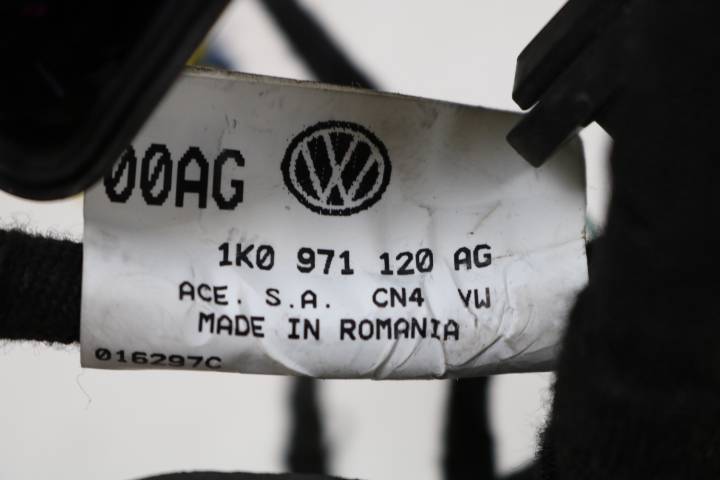 00AG
1K0 971 120 AG
ACE. S.A. CN4 VW
MADE IN ROMANIA
016297C